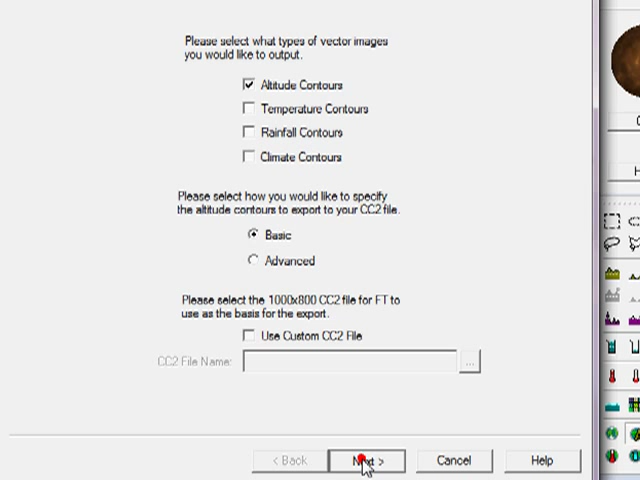 Please select what types of vector images
you would like to output.
Altitude Contours
Temperature Contours
Rainfall Contours
Climate Contours
Please select how you would like to specify
the altitude contours to export to your CC2 file.
Basic
Advanced
Please select the 1000x800 CC2 file for FT to
use as the basis for the export.
Use Custom CC2 File
CC2 File Name: ...
< Back Next > Cancel Help